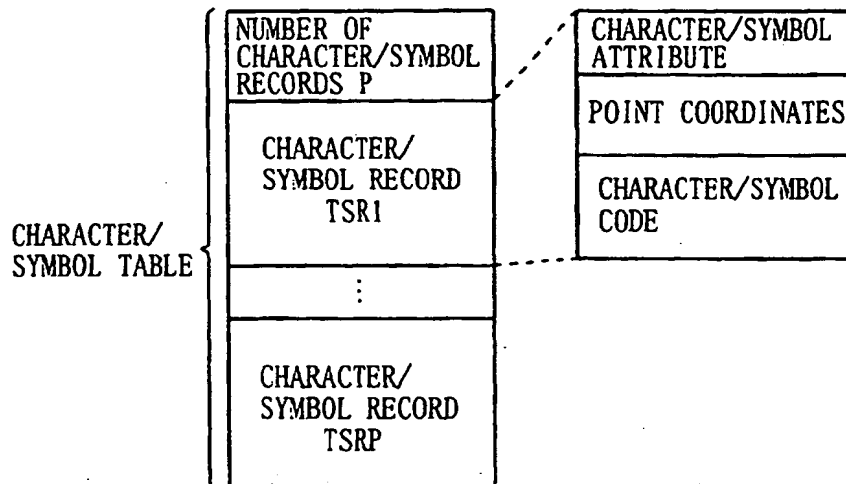 CHARACTER/
SYMBOL TABLE
NUMBER OF
CHARACTER/SYMBOL
RECORDS P
CHARACTER/
SYMBOL RECORD
TSR1
⋮
CHARACTER/
SYMBOL RECORD
TSRP
CHARACTER/SYMBOL
ATTRIBUTE
POINT COORDINATES
CHARACTER/SYMBOL
CODE